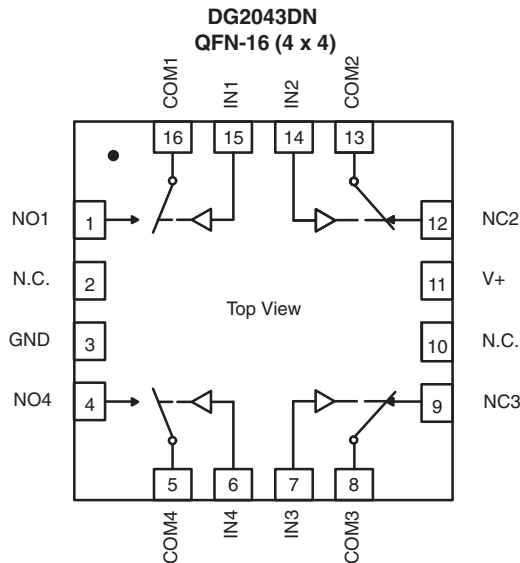 DG2043DN
QFN-16 (4 x 4)
COM1
IN1
IN2
COM2
16
15
14
13
NO1
1
12
NC2
N.C.
2
11
V+
Top View
GND
3
10
N.C.
NO4
4
9
NC3
5
6
7
8
COM4
IN4
IN3
COM3